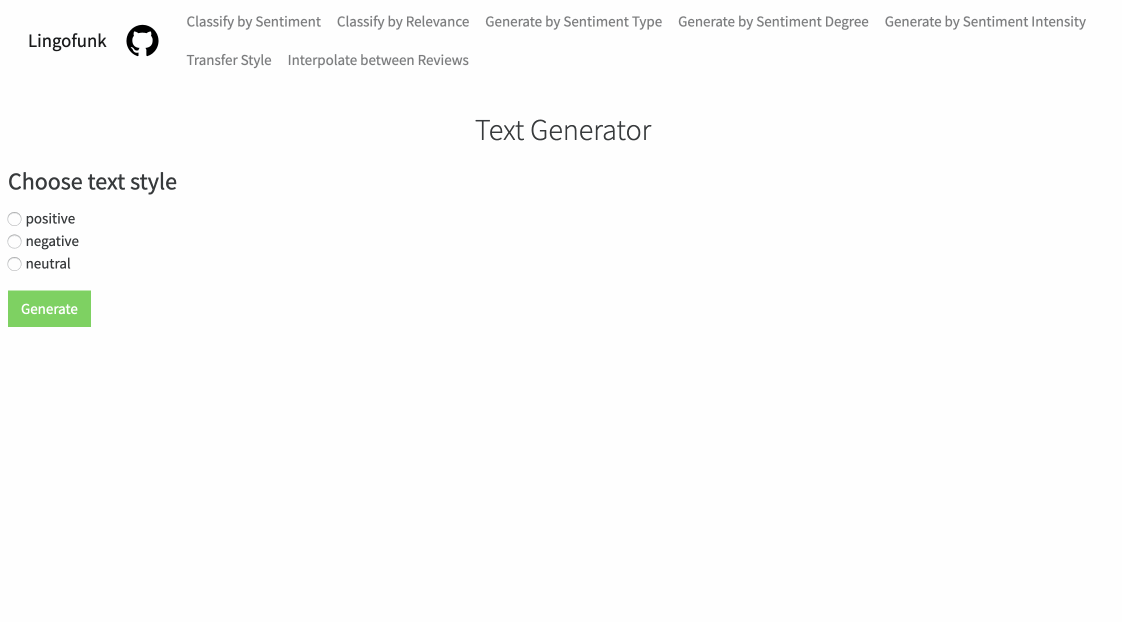 Lingofunk
Classify by Sentiment Classify by Relevance Generate by Sentiment Type Generate by Sentiment Degree Generate by Sentiment Intensity
Transfer Style Interpolate between Reviews
Text Generator
Choose text style
positive
negative
neutral
Generate